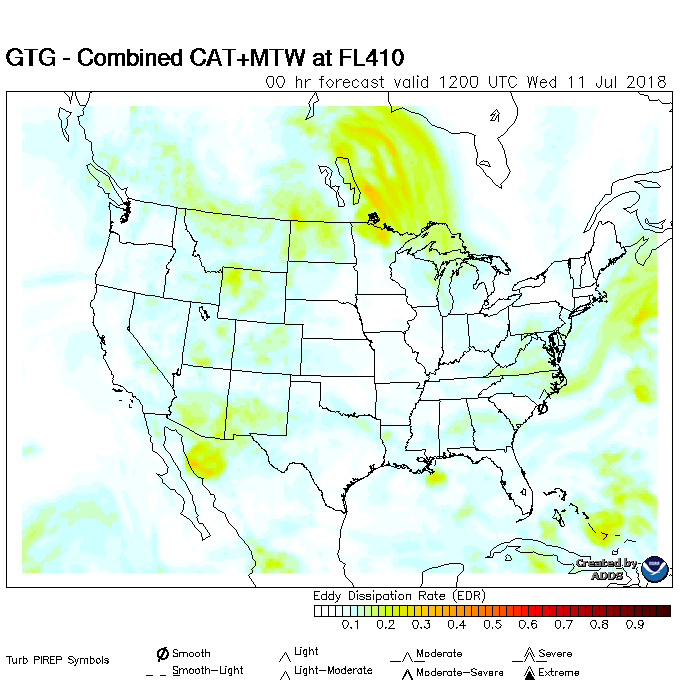 GTG - Combined CAT+MTW at FL410
00 hr forecast valid 1200 UTC Wed 11 Jul 2018
Created by
ADDS
Eddy Dissipation Rate (EDR)
0.1 0.2 0.3 0.4 0.5 0.6 0.7 0.8 0.9
Turb PIREP Symbols
Smooth Light Moderate Severe
Smooth-Light Light-Moderate Moderate-Severe Extreme